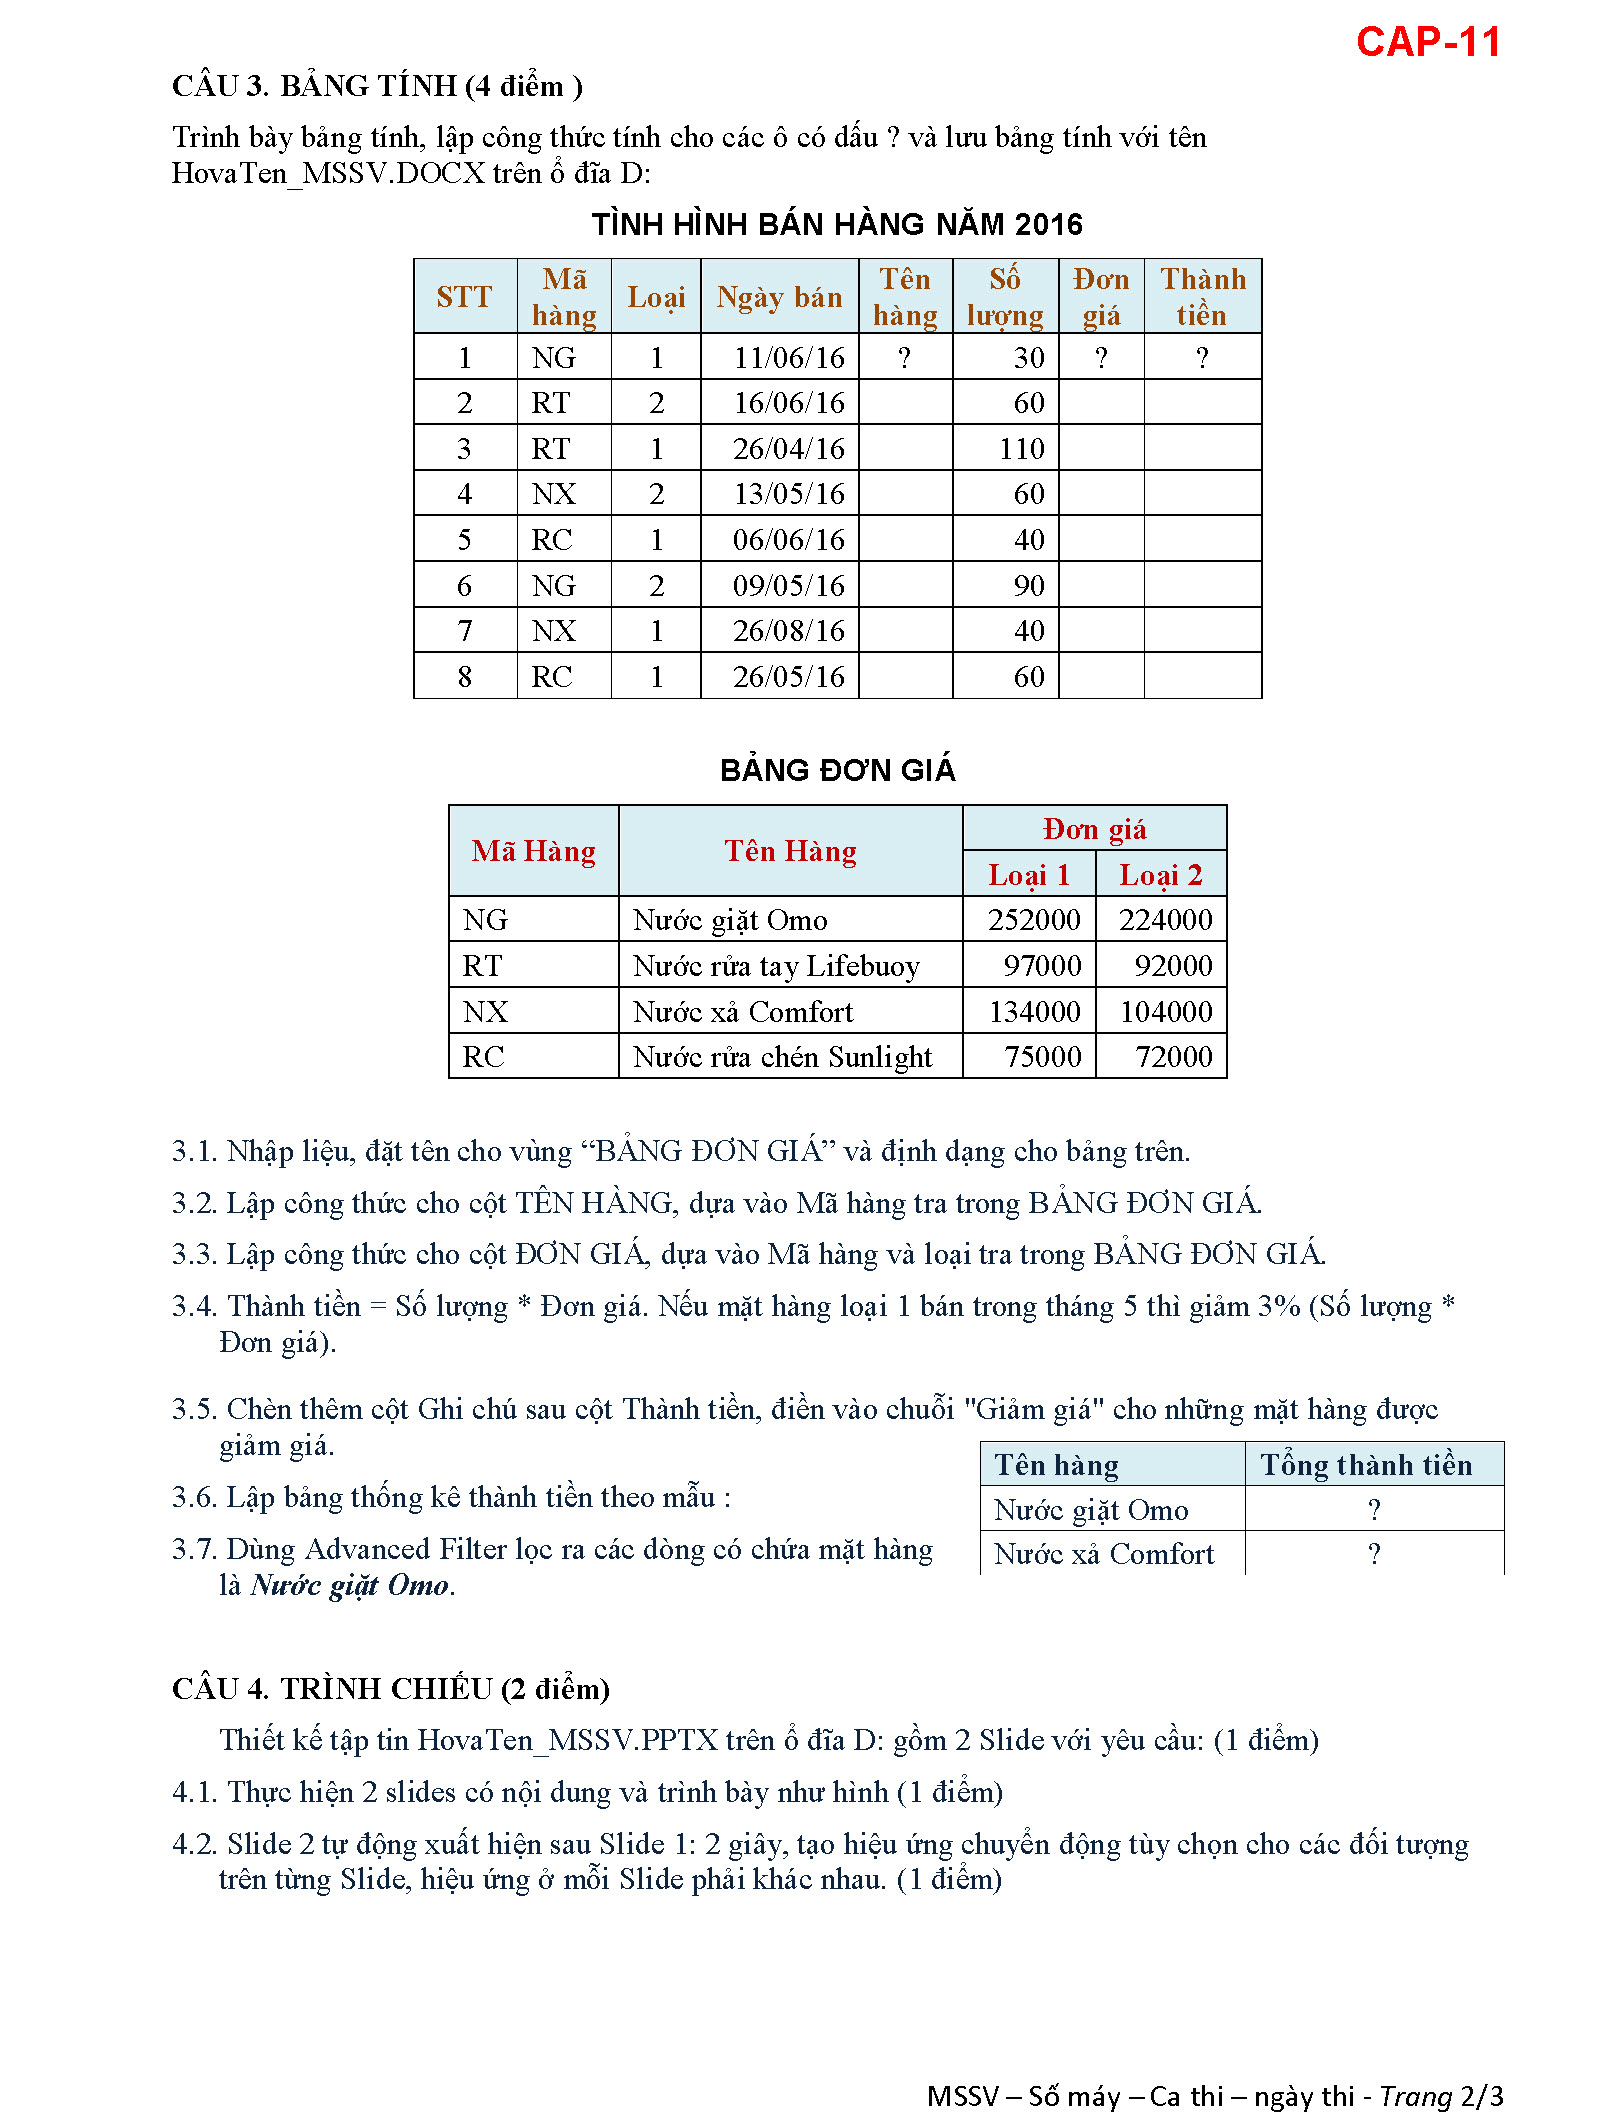 CAP-11
CÂU 3. BẢNG TÍNH (4 điểm )
Trình bày bảng tính, lập công thức tính cho các ô có dấu ? và lưu bảng tính với tên
HovaTen_MSSV.DOCX trên ổ đĩa D:
TÌNH HÌNH BÁN HÀNG NĂM 2016
STT Mã hàng Loại Ngày bán Tên hàng Số lượng Đơn giá Thành tiền
1 NG 1 11/06/16 ? 30 ? ?
2 RT 2 16/06/16 60
3 RT 1 26/04/16 110
4 NX 2 13/05/16 60
5 RC 1 06/06/16 40
6 NG 2 09/05/16 90
7 NX 1 26/08/16 40
8 RC 1 26/05/16 60
BẢNG ĐƠN GIÁ
Mã Hàng Tên Hàng Đơn giá
Loại 1 Loại 2
NG Nước giặt Omo 252000 224000
RT Nước rửa tay Lifebuoy 97000 92000
NX Nước xả Comfort 134000 104000
RC Nước rửa chén Sunlight 75000 72000
3.1. Nhập liệu, đặt tên cho vùng “BẢNG ĐƠN GIÁ” và định dạng cho bảng trên.
3.2. Lập công thức cho cột TÊN HÀNG, dựa vào Mã hàng tra trong BẢNG ĐƠN GIÁ.
3.3. Lập công thức cho cột ĐƠN GIÁ, dựa vào Mã hàng và loại tra trong BẢNG ĐƠN GIÁ.
3.4. Thành tiền = Số lượng * Đơn giá. Nếu mặt hàng loại 1 bán trong tháng 5 thì giảm 3% (Số lượng *
Đơn giá).
3.5. Chèn thêm cột Ghi chú sau cột Thành tiền, điền vào chuỗi "Giảm giá" cho những mặt hàng được
giảm giá.
3.6. Lập bảng thống kê thành tiền theo mẫu :
3.7. Dùng Advanced Filter lọc ra các dòng có chứa mặt hàng
là Nước giặt Omo.
Tên hàng Tổng thành tiền
Nước giặt Omo ?
Nước xả Comfort ?
CÂU 4. TRÌNH CHIẾU (2 điểm)
Thiết kế tập tin HovaTen_MSSV.PPTX trên ổ đĩa D: gồm 2 Slide với yêu cầu: (1 điểm)
4.1. Thực hiện 2 slides có nội dung và trình bày như hình (1 điểm)
4.2. Slide 2 tự động xuất hiện sau Slide 1: 2 giây, tạo hiệu ứng chuyển động tùy chọn cho các đối tượng
trên từng Slide, hiệu ứng ở mỗi Slide phải khác nhau. (1 điểm)
MSSV – Số máy – Ca thi – ngày thi - Trang 2/3